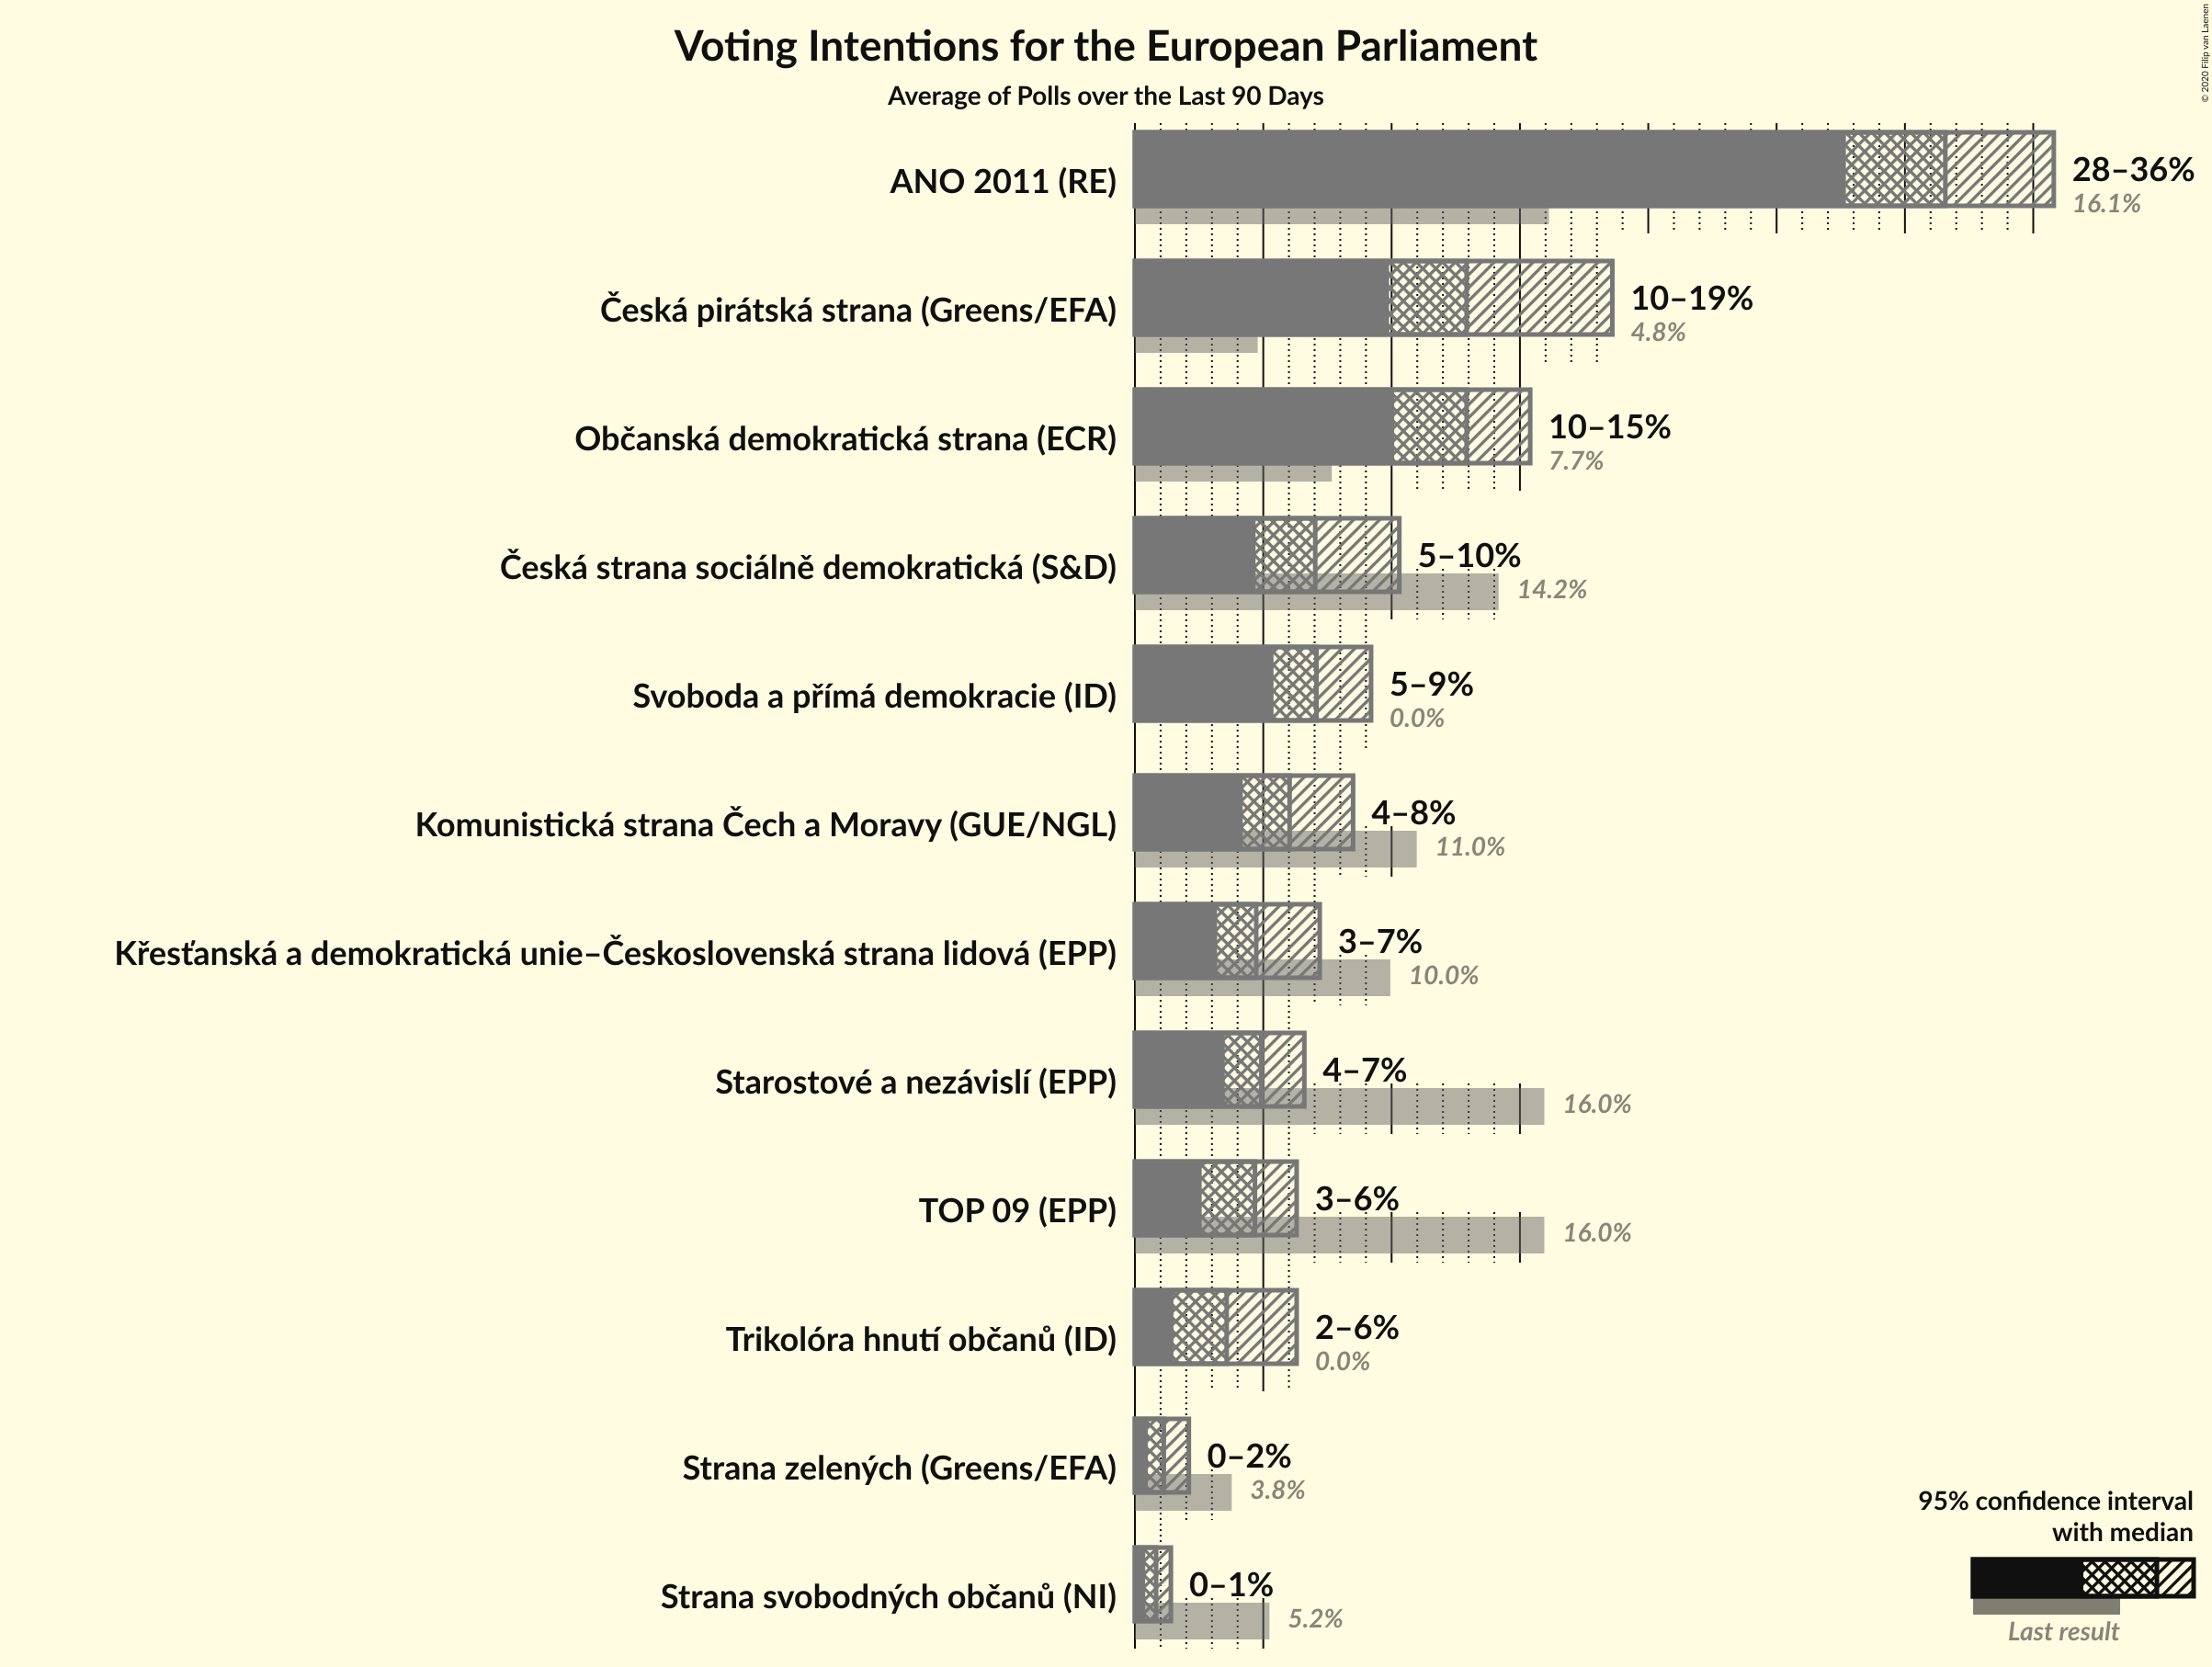 © 2020 Filip van Laenen
Voting Intentions for the European Parliament
Average of Polls over the Last 90 Days
ANO 2011 (RE)
28–36%
16.1%
Česká pirátská strana (Greens/EFA)
10–19%
4.8%
Občanská demokratická strana (ECR)
10–15%
7.7%
Česká strana sociálně demokratická (S&D)
5–10%
14.2%
Svoboda a přímá demokracie (ID)
5–9%
0.0%
Komunistická strana Čech a Moravy (GUE/NGL)
4–8%
11.0%
Křesťanská a demokratická unie–Československá strana lidová (EPP)
3–7%
10.0%
Starostové a nezávislí (EPP)
4–7%
16.0%
TOP 09 (EPP)
3–6%
16.0%
Trikolóra hnutí občanů (ID)
2–6%
0.0%
Strana zelených (Greens/EFA)
0–2%
3.8%
Strana svobodných občanů (NI)
0–1%
5.2%
95% confidence interval
with median
Last result